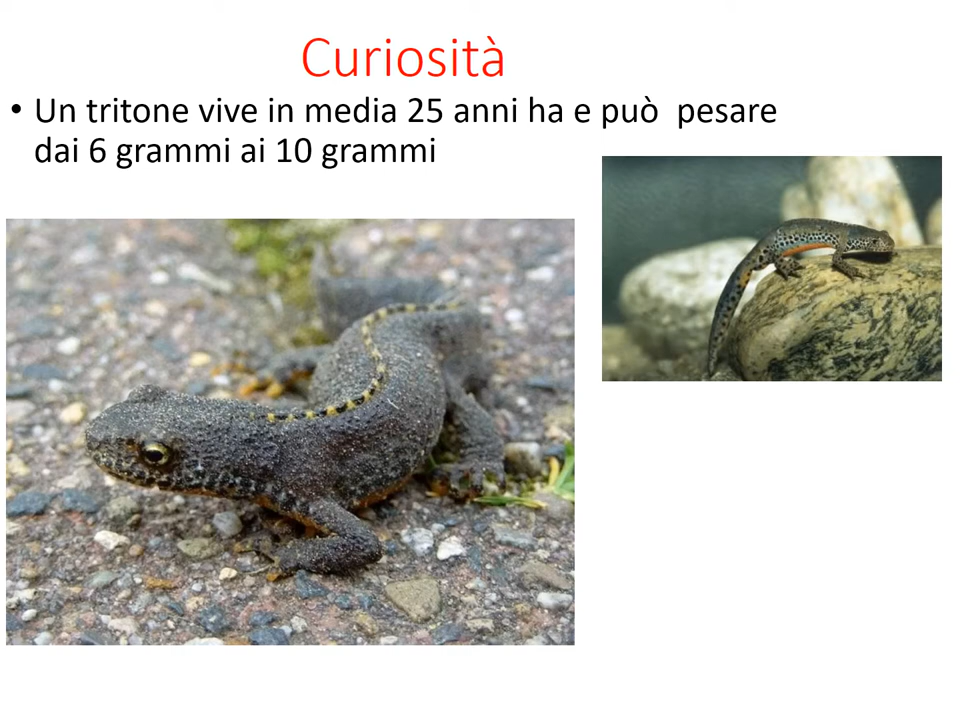 Curiosità
• Un tritone vive in media 25 anni ha e può  pesare
dai 6 grammi ai 10 grammi